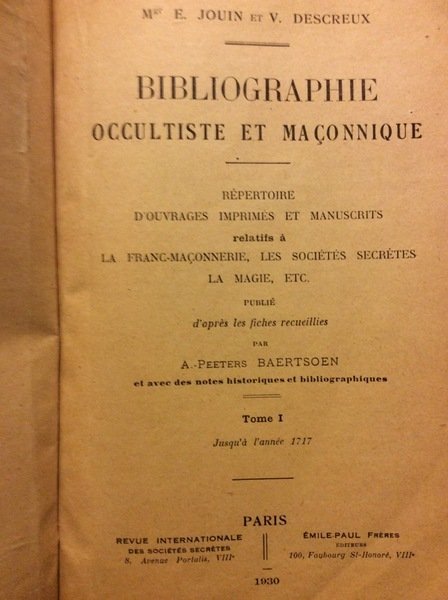 Mgr E. JOUIN ET V. DESCREUX
BIBLIOGRAPHIE
OCCULTISTE ET MAÇONNIQUE
RÉPERTOIRE
D'OUVRAGES IMPRIMÉS ET MANUSCRITS
relatifs à
LA FRANC-MAÇONNERIE, LES SOCIÉTÉS SECRÈTES
LA MAGIE, ETC.
PUBLIÉ
d'après les fiches recueillies
PAR
A.-PEETERS BAERTSOEN
et avec des notes historiques et bibliographiques
Tome I
Jusqu'à l'année 1717
PARIS
REVUE INTERNATIONALE
DES SOCIÉTÉS SECRÈTES
8, Avenue Portalis, VIIIe
ÉMILE-PAUL FRÈRES
EDITEURS
100, Faubourg St-Honoré, VIIIe
1930